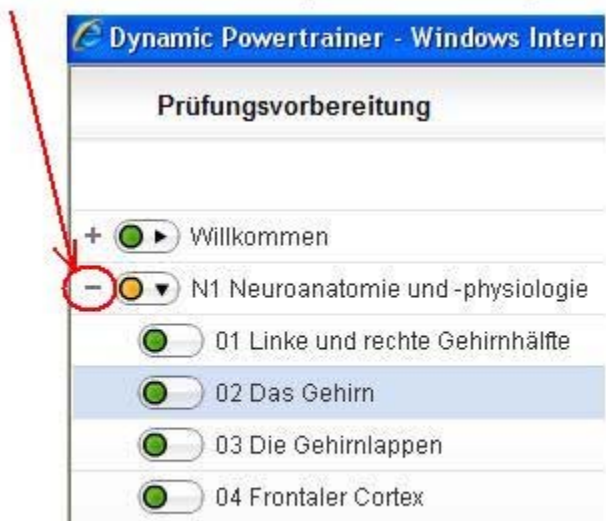 Dynamic Powertrainer - Windows Intern
Prüfungsvorbereitung
+ Willkommen
- N1 Neuroanatomie und -physiologie
01 Linke und rechte Gehirnhälfte
02 Das Gehirn
03 Die Gehirnlappen
04 Frontaler Cortex